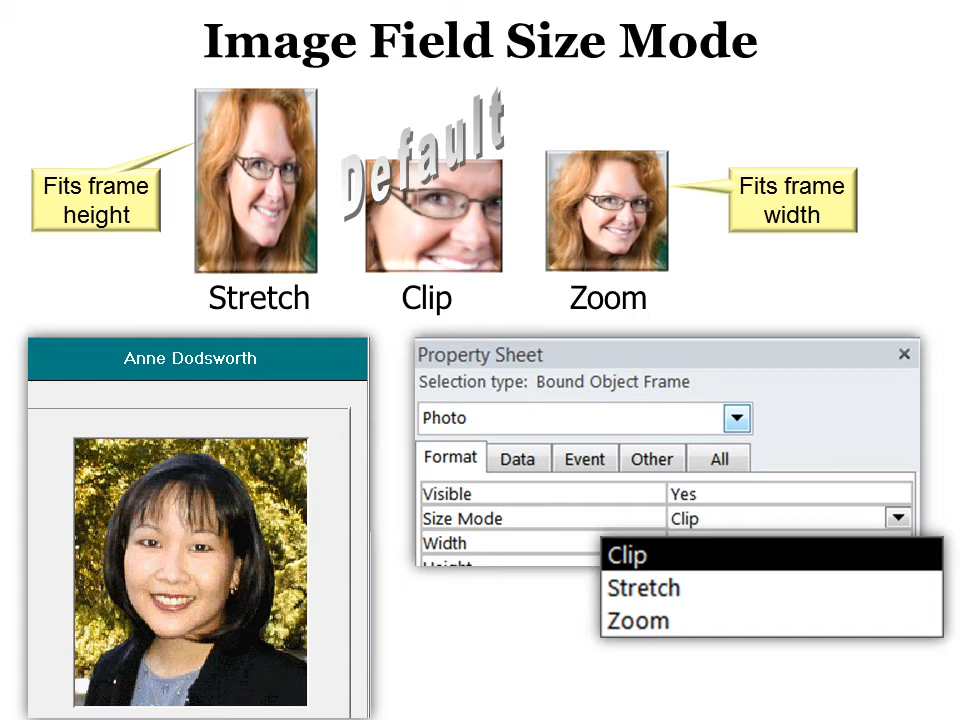 Image Field Size Mode
Default
Fits frame
height
Fits frame
width
Stretch
Clip
Zoom
Anne Dodsworth
Property Sheet
Selection type: Bound Object Frame
Photo
Format
Data
Event
Other
All
Visible
Yes
Size Mode
Clip
Width
Height
Clip
Stretch
Zoom